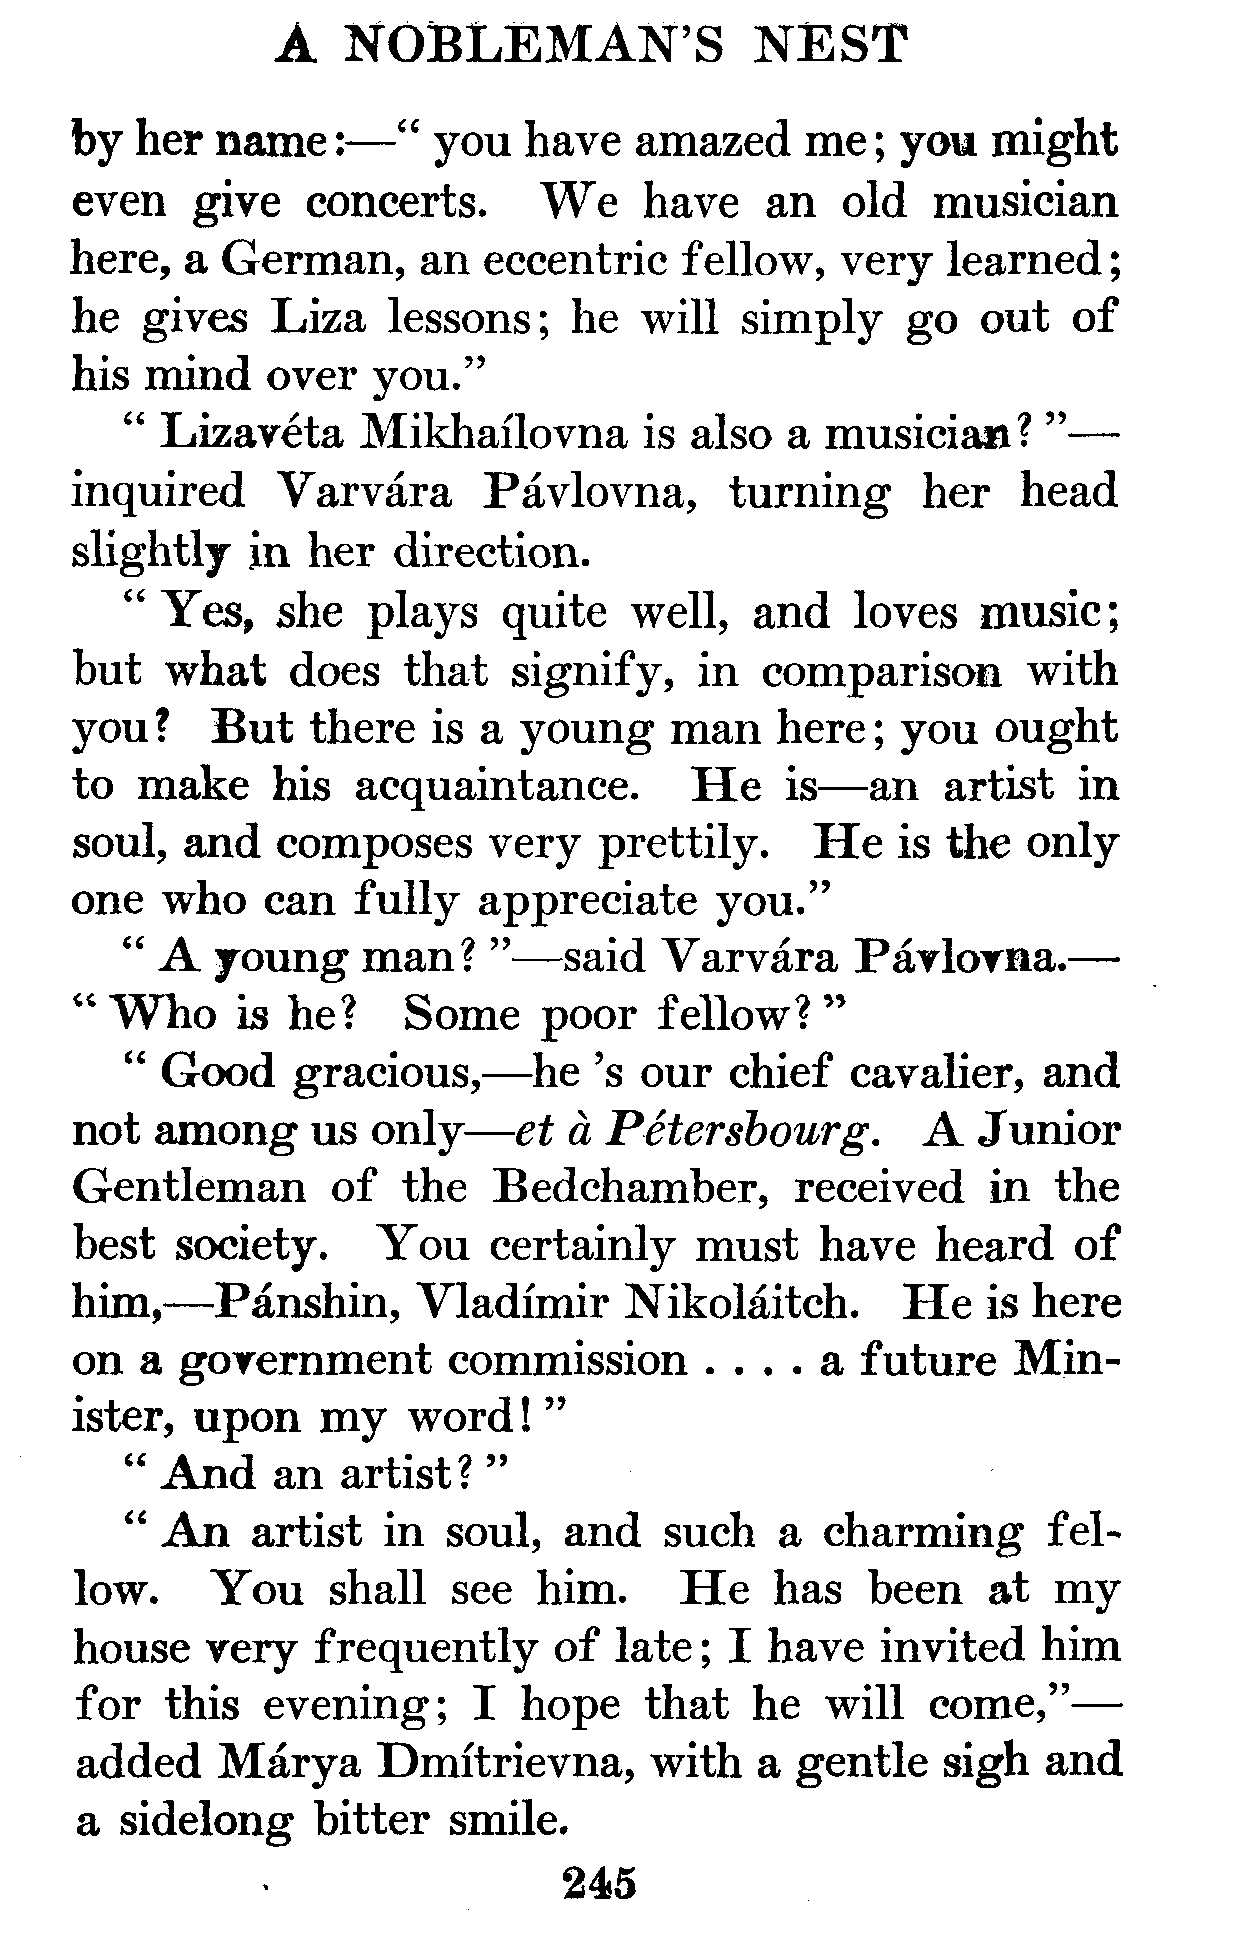 A NOBLEMAN'S NEST
by her name:—“ you have amazed me; you might
even give concerts. We have an old musician
here, a German, an eccentric fellow, very learned;
he gives Liza lessons; he will simply go out of
his mind over you.”
“ Lizavéta Mikhaílovna is also a musician? ”—
inquired Varvára Pávlovna, turning her head
slightly in her direction.
“ Yes, she plays quite well, and loves music;
but what does that signify, in comparison with
you? But there is a young man here; you ought
to make his acquaintance. He is—an artist in
soul, and composes very prettily. He is the only
one who can fully appreciate you.”
“ A young man? ”—said Varvára Pávlovna.—
“ Who is he? Some poor fellow? ”
“ Good gracious,—he 's our chief cavalier, and
not among us only—et à Pétersbourg. A Junior
Gentleman of the Bedchamber, received in the
best society. You certainly must have heard of
him,—Pánshin, Vladímir Nikoláitch. He is here
on a government commission . . . . a future Min-
ister, upon my word! ”
“ And an artist? ”
“ An artist in soul, and such a charming fel-
low. You shall see him. He has been at my
house very frequently of late; I have invited him
for this evening; I hope that he will come,”—
added Márya Dmítrievna, with a gentle sigh and
a sidelong bitter smile.
245